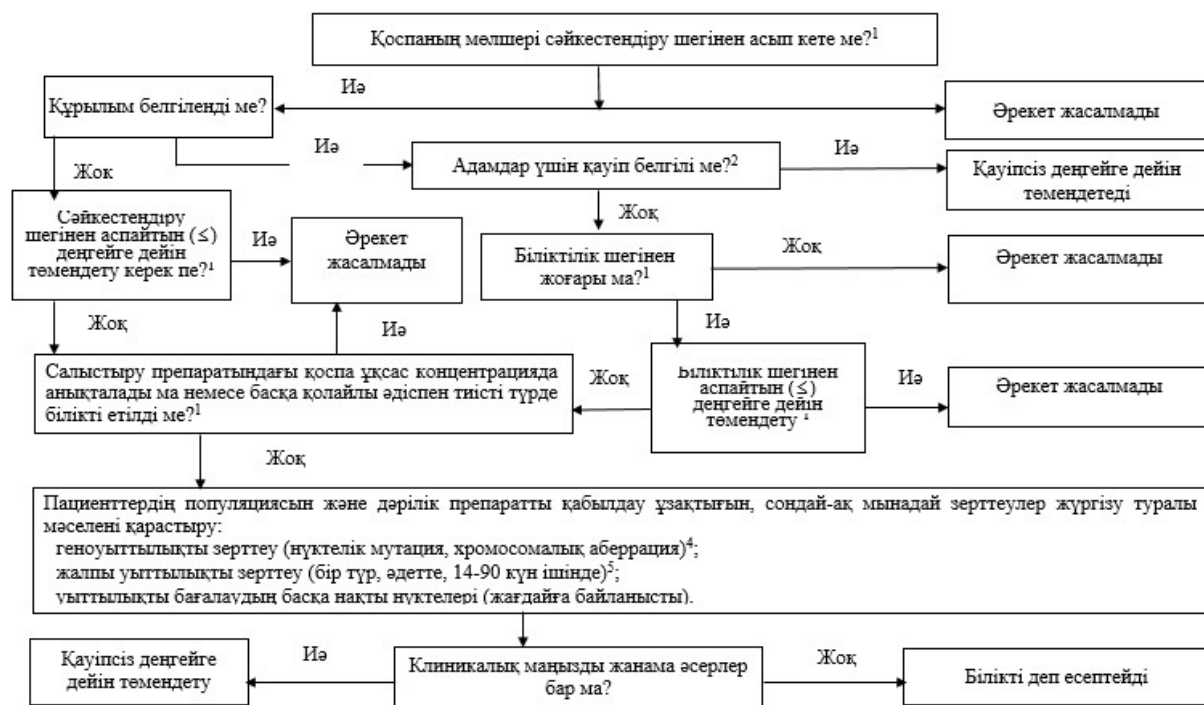 Қоспаның мөлшері сәйкестендіру шегінен асып кете ме?¹
Иә
Құрылым белгіленді ме?
Әрекет жасалмады
Иә
Адамдар үшін қауіп белгілі ме?²
Иә
Қауіпсіз деңгейге дейін
төмендетеді
Жок
Сәйкестендіру
шегінен аспайтын (≤)
деңгейге дейін
төмендету керек пе?¹
Иә
Әрекет
жасалмады
Жоқ
Біліктілік шегінен
жоғары ма?¹
Жоқ
Әрекет жасалмады
Жоқ
Иә
Иә
Салыстыру препаратындағы қоспа ұқсас концентрацияда
анықталады ма немесе басқа қолайлы әдіспен тиісті түрде
білікті етілді ме?¹
Жоқ
Біліктілік шегінен
аспайтын (≤)
деңгейге дейін
төмендету ¹
Иә
Әрекет жасалмады
Жоқ
Пациенттердің популяциясын және дәрілік препаратты қабылдау ұзақтығын, сондай-ақ мынадай зерттеулер жүргізу туралы
мәселені қарастыру:
геноуыттылықты зерттеу (нүктелік мутация, хромосомалық аберрация)⁴;
жалпы уыттылықты зерттеу (бір түр, әдетте, 14-90 күн ішінде)⁵;
уыттылықты бағалаудың басқа нақты нүктелері (жағдайға байланысты).
Қауіпсіз деңгейге
дейін төмендету
Иә
Клиникалық маңызды жанама әсерлер
бар ма?
Жоқ
Білікті деп есептейді